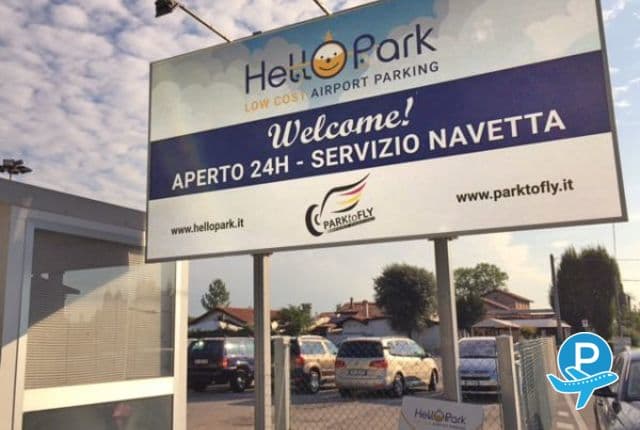 HellOPark
LOW COST AIRPORT PARKING
Welcome!
APERTO 24H - SERVIZIO NAVETTA
www.hellopark.it
PARKtoFLY
www.parktofly.it
HellOPark
P